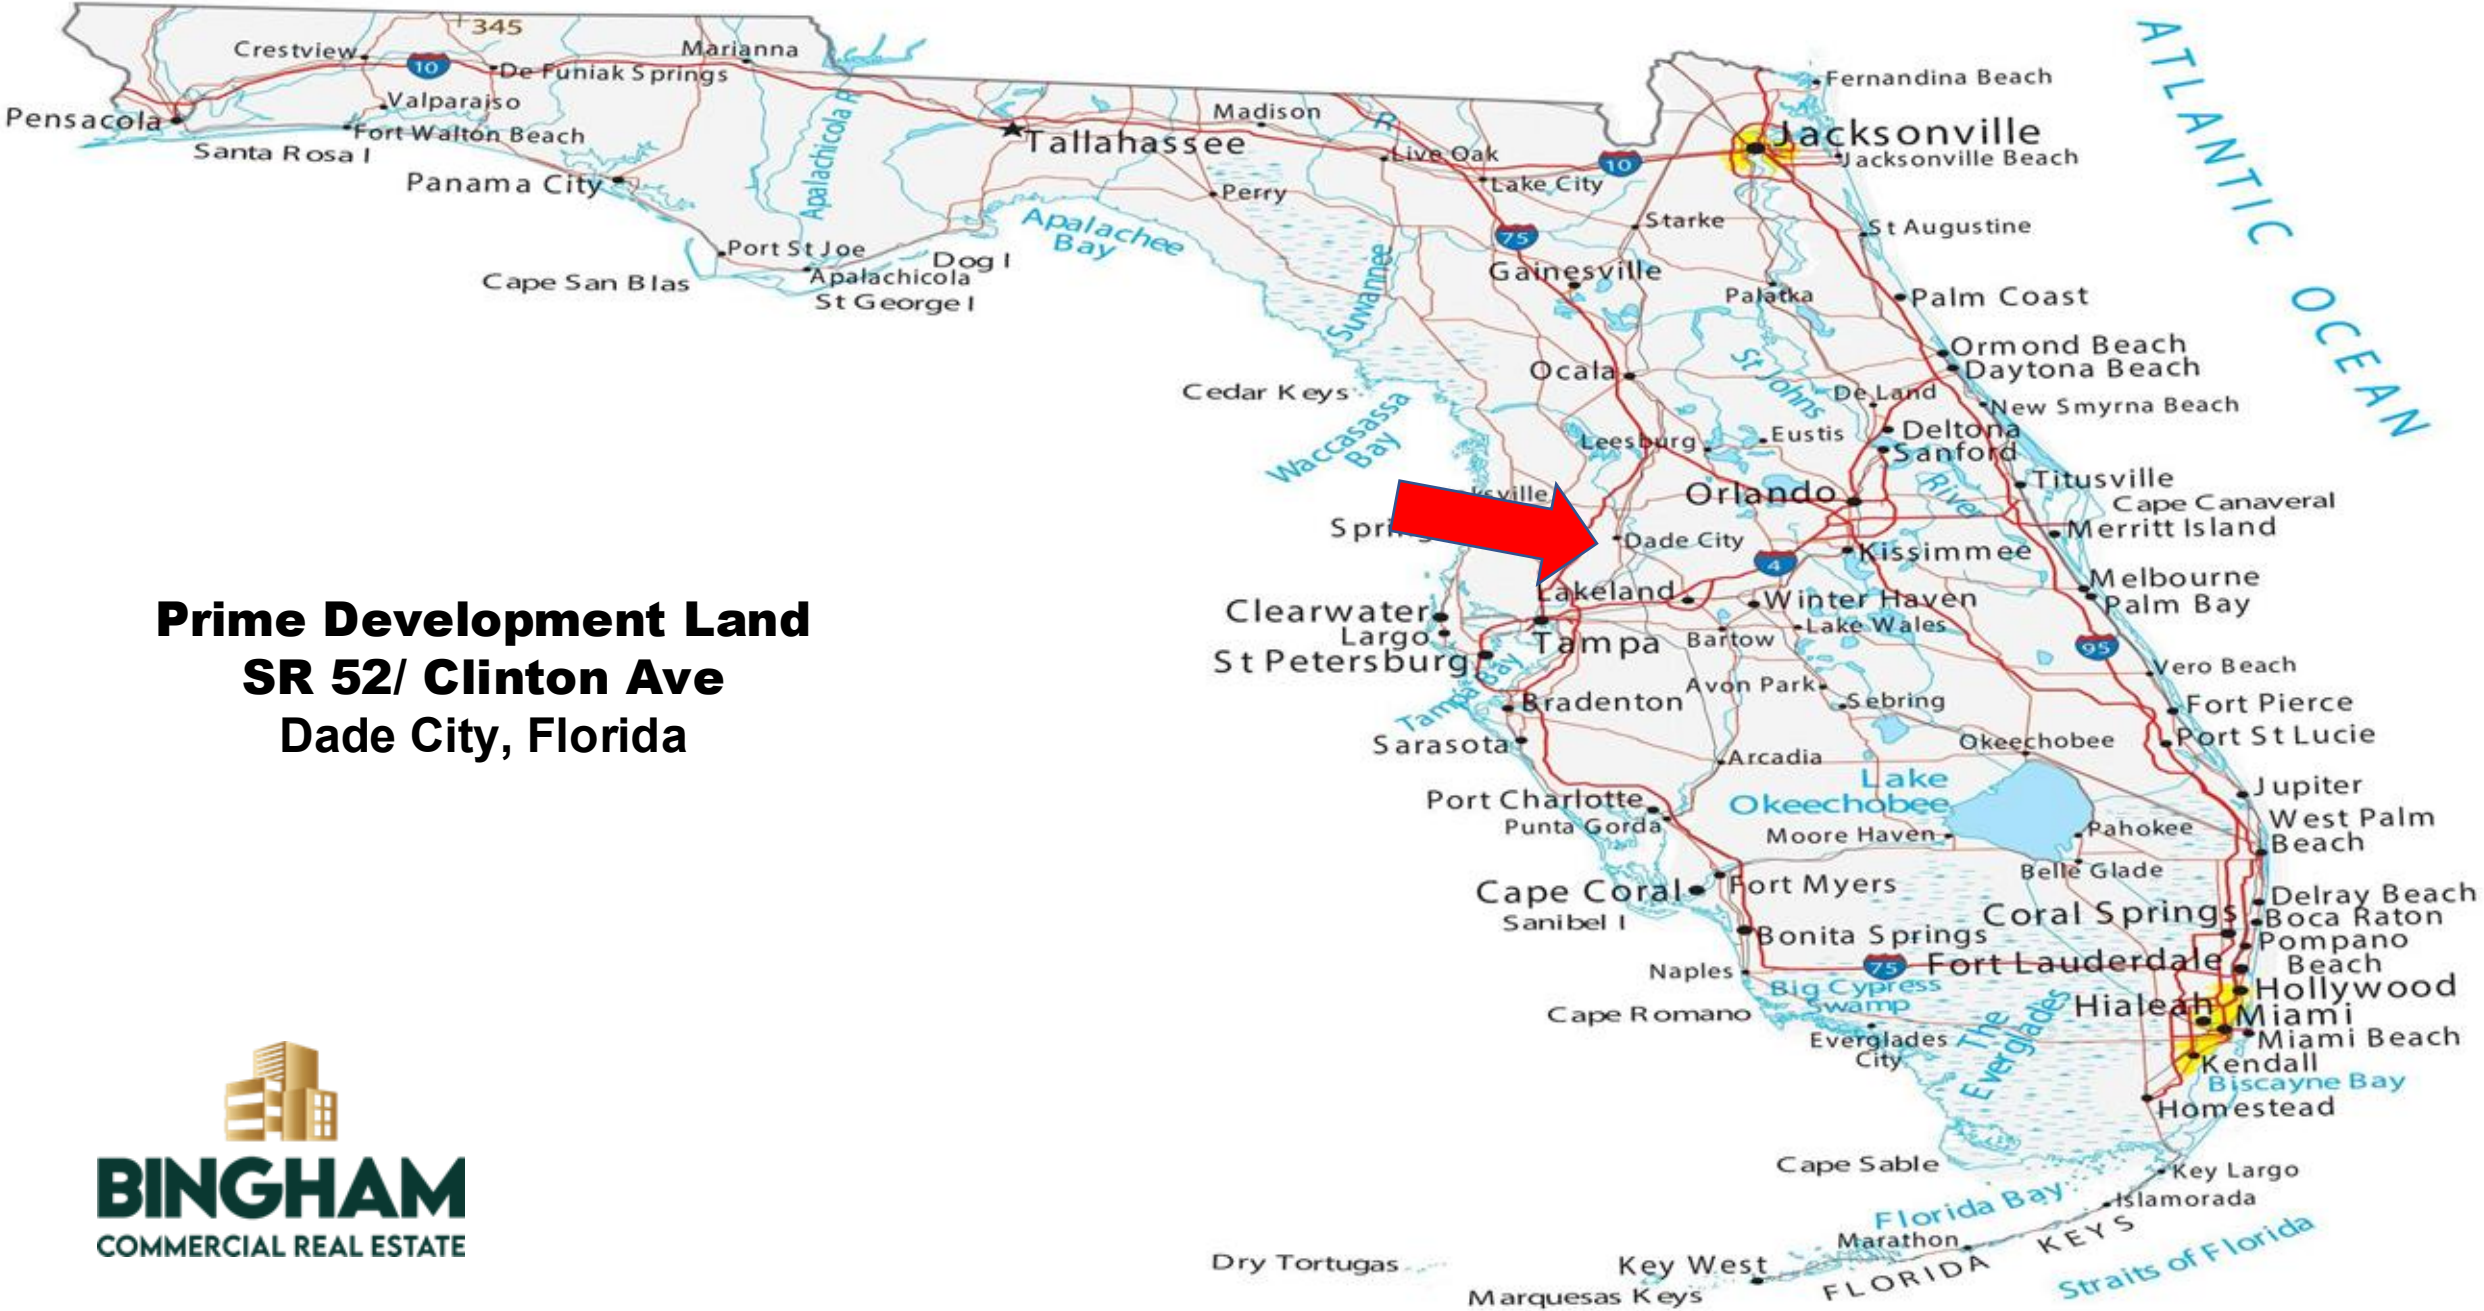 345
Crestview
10
De Funiak Springs
Marianna
Valparaiso
Pensacola
Fort Walton Beach
Santa Rosa I
Panama City
Apalachicola R
Tallahassee
Madison
R
Live Oak
10
Lake City
Perry
Apalachee
Bay
Port St Joe
Dog I
Cape San Blas
Apalachicola
St George I
Fernandina Beach
Jacksonville
Jacksonville Beach
ATLANTIC OCEAN
Starke
St Augustine
75
Gainesville
Suwannee
Palatka
Palm Coast
Ormond Beach
Daytona Beach
Ocala
St Johns
De Land
New Smyrna Beach
Cedar Keys
Waccasassa
Bay
Leesburg
Eustis
Deltona
Sanford
Titusville
River
Orlando
Cape Canaveral
Merritt Island
Dade City
4
Kissimmee
Lakeland
Winter Haven
Melbourne
Palm Bay
Clearwater
Largo
Tampa
Bartow
Lake Wales
St Petersburg
Tampa Bay
95
Vero Beach
Avon Park
Sebring
Bradenton
Fort Pierce
Sarasota
Okeechobee
Port St Lucie
Arcadia
Lake
Okeechobee
Jupiter
Port Charlotte
Punta Gorda
Moore Haven
Pahokee
West Palm
Beach
Belle Glade
Cape Coral
Fort Myers
Sanibel I
Delray Beach
Coral Springs
Boca Raton
Bonita Springs
Pompano
Beach
Naples
75
Fort Lauderdale
Big Cypress
Swamp
Hollywood
Hialeah
Miami
Cape Romano
Everglades
City
The
Everglades
Miami Beach
Kendall
Biscayne Bay
Homestead
Cape Sable
Key Largo
Florida Bay
Islamorada
Marathon
FLORIDA KEYS
Straits of Florida
Dry Tortugas
Key West
Marquesas Keys
Prime Development Land
SR 52/ Clinton Ave
Dade City, Florida
BINGHAM
COMMERCIAL REAL ESTATE